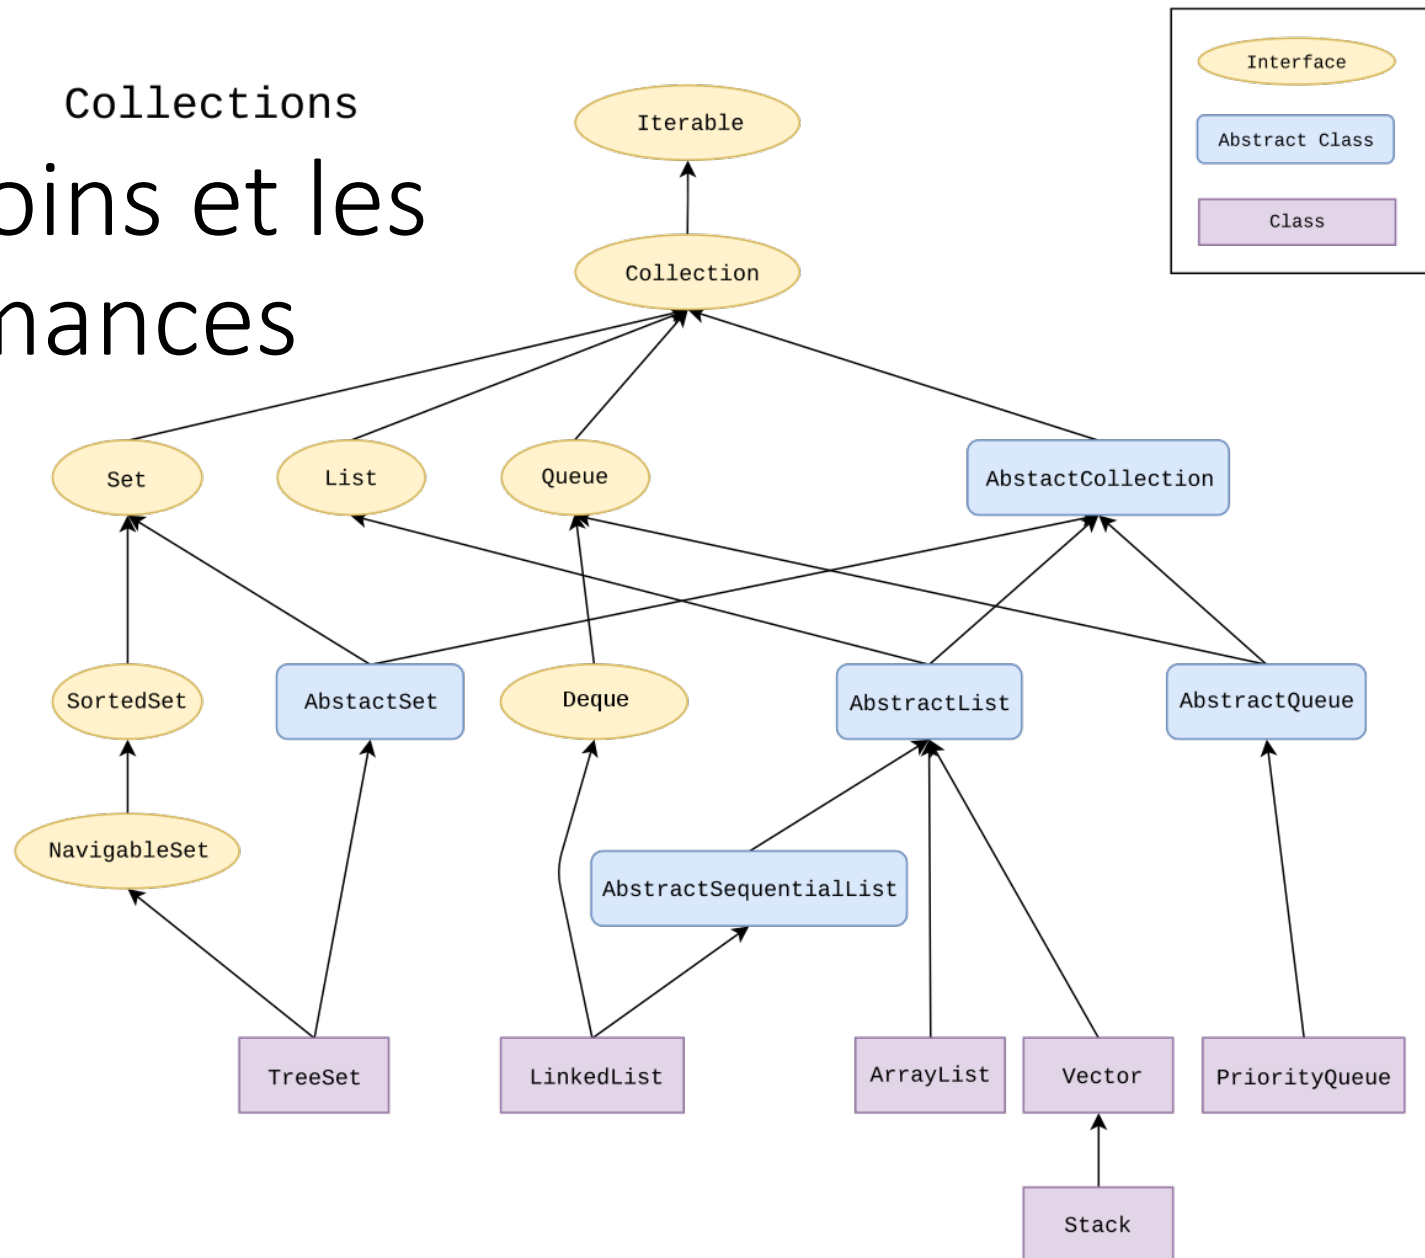 Collections
oins et les
mances
Interface
Abstract Class
Class
Iterable
Collection
Set
List
Queue
AbstactCollection
SortedSet
AbstactSet
Deque
AbstractList
AbstractQueue
NavigableSet
AbstractSequentialList
TreeSet
LinkedList
ArrayList
Vector
PriorityQueue
Stack